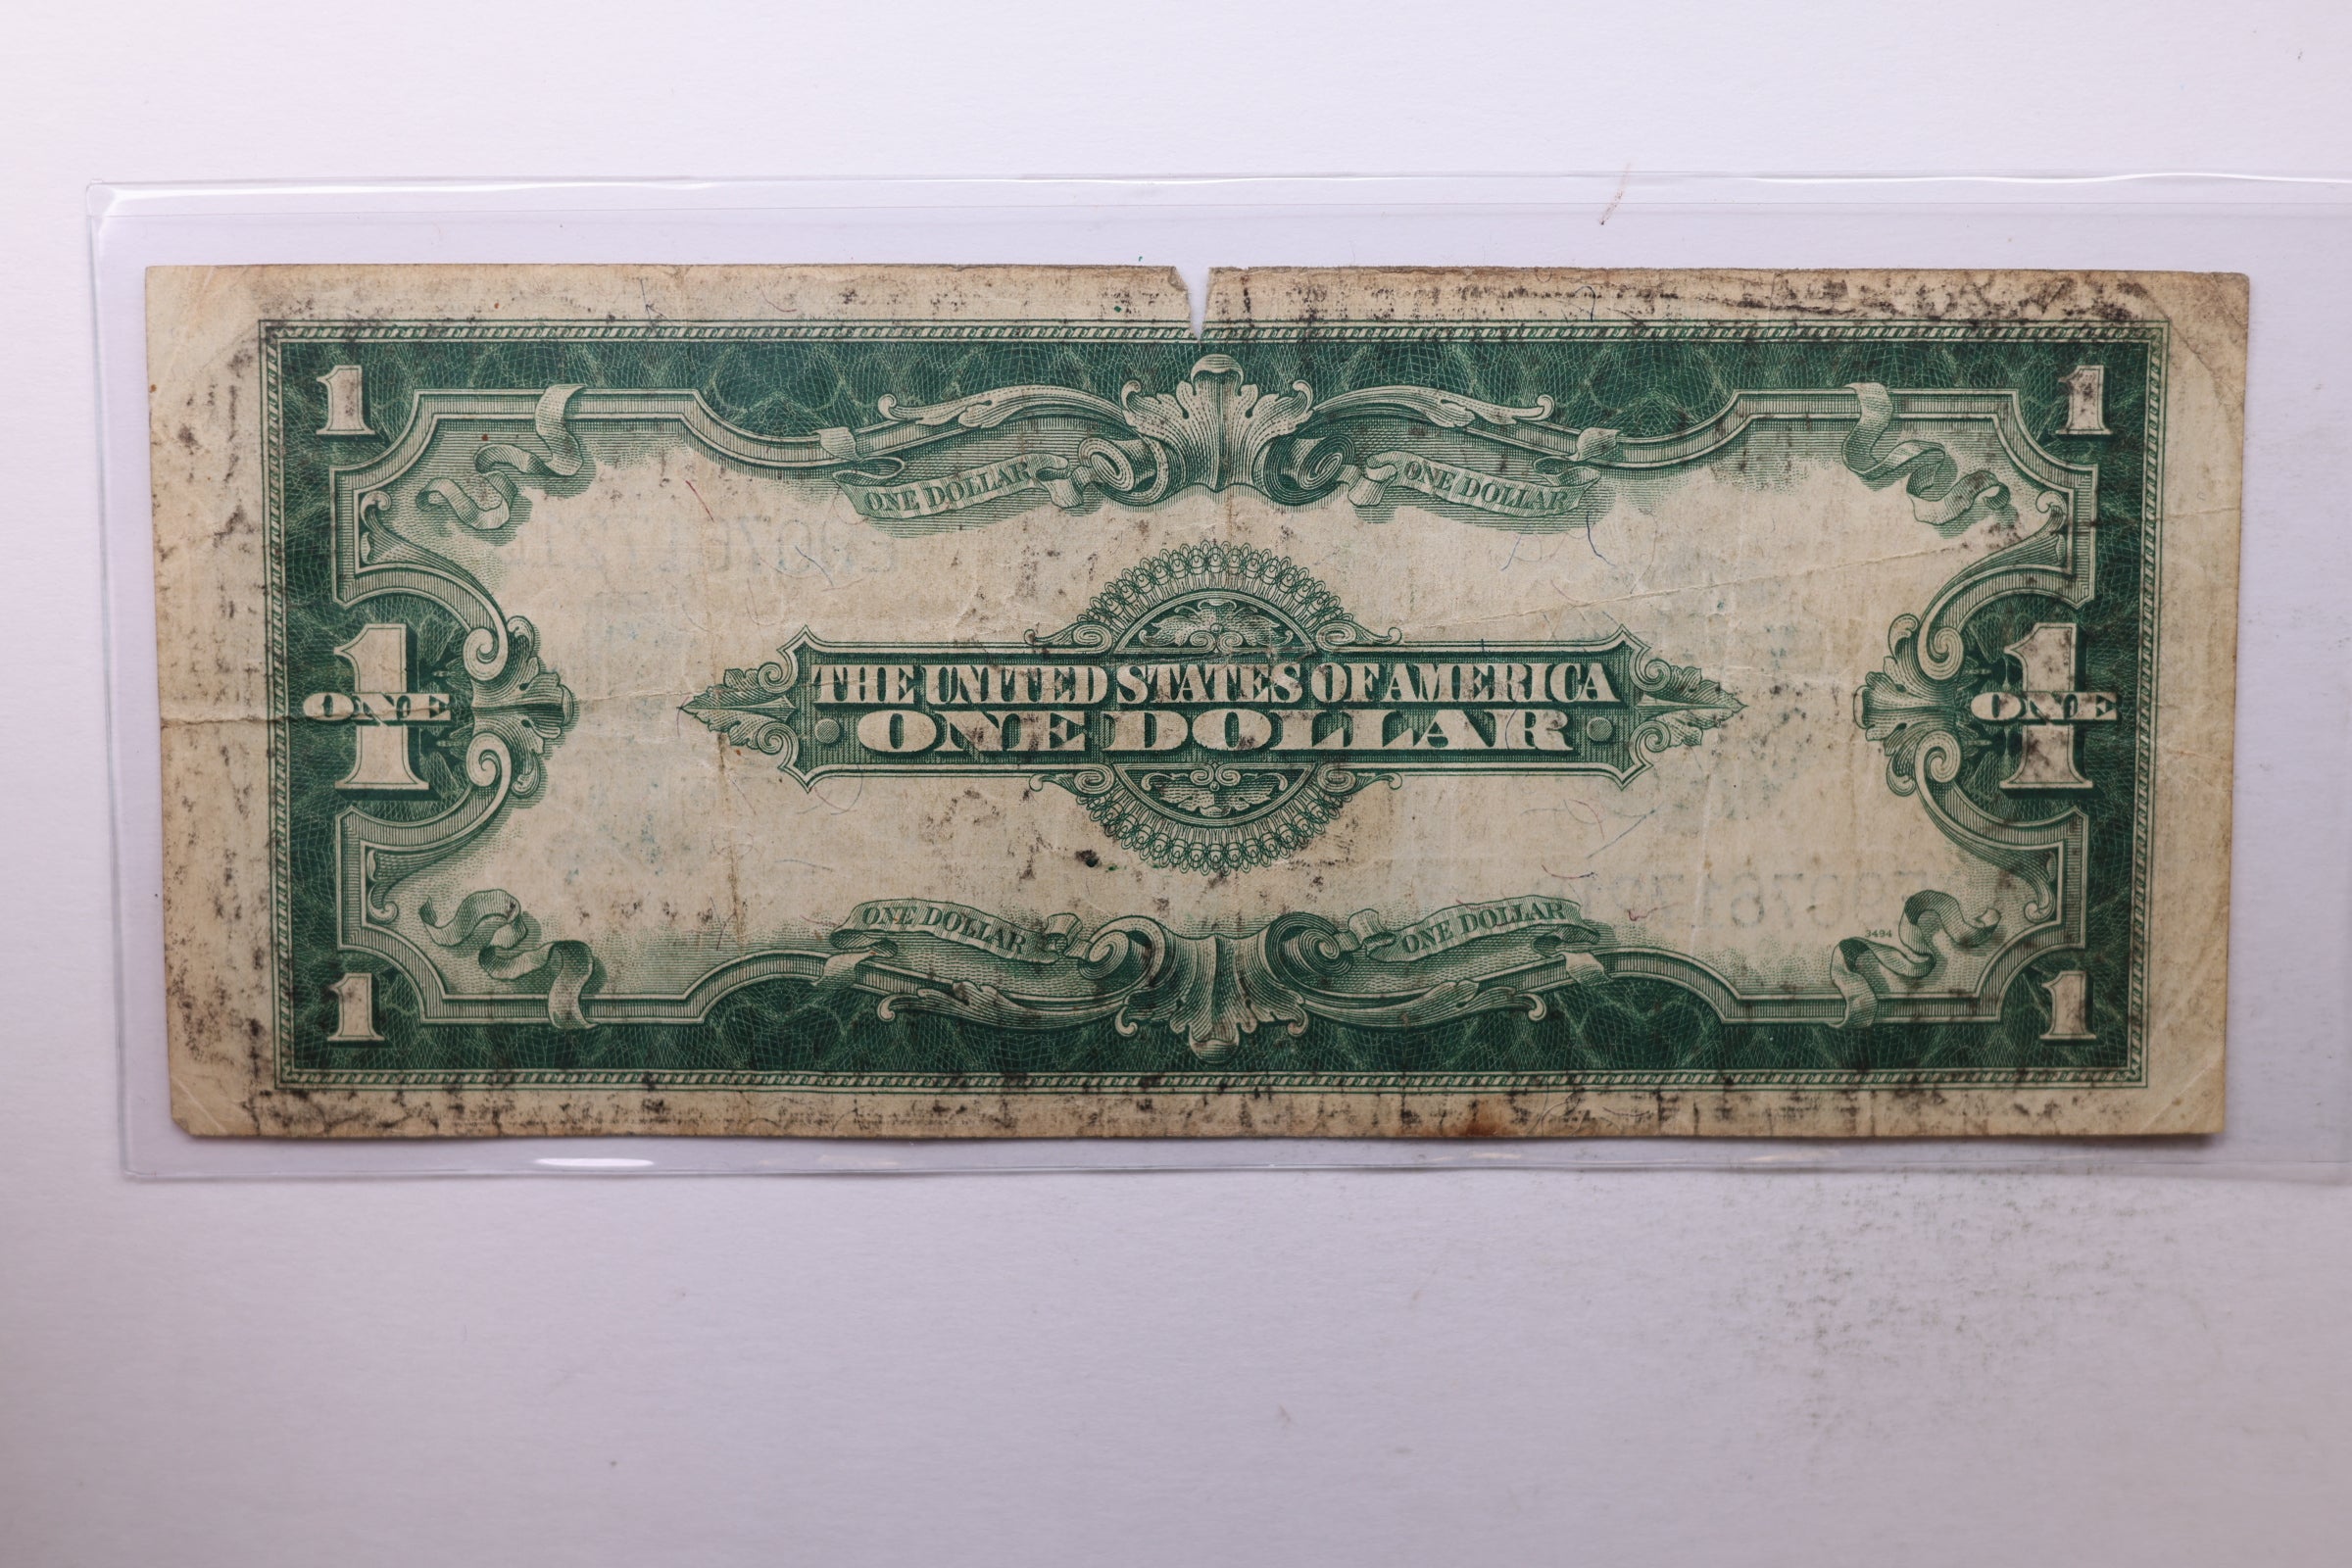 1 1
ONE DOLLAR ONE DOLLAR
THE UNITED STATES OF AMERICA
ONE 1 ONE DOLLAR ONE 1
ONE DOLLAR ONE DOLLAR
3494
1 1